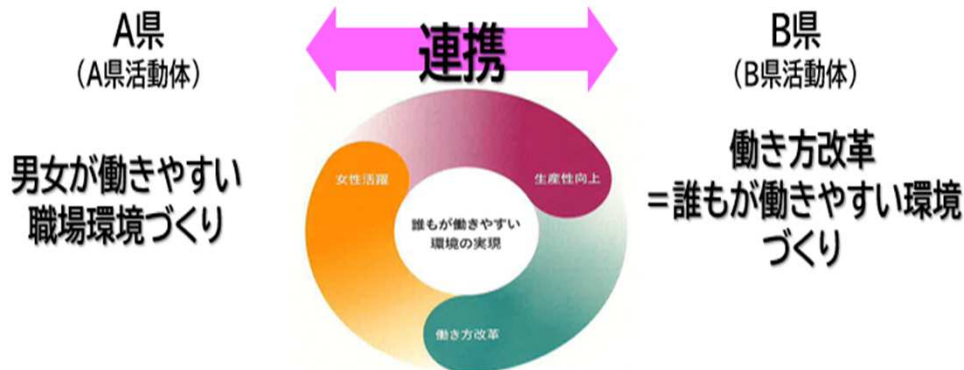 A県
（A県活動体）
男女が働きやすい
職場環境づくり
連携
女性活躍
生産性向上
誰もが働きやすい
環境の実現
働き方改革
B県
（B県活動体）
働き方改革
＝誰もが働きやすい環境
づくり